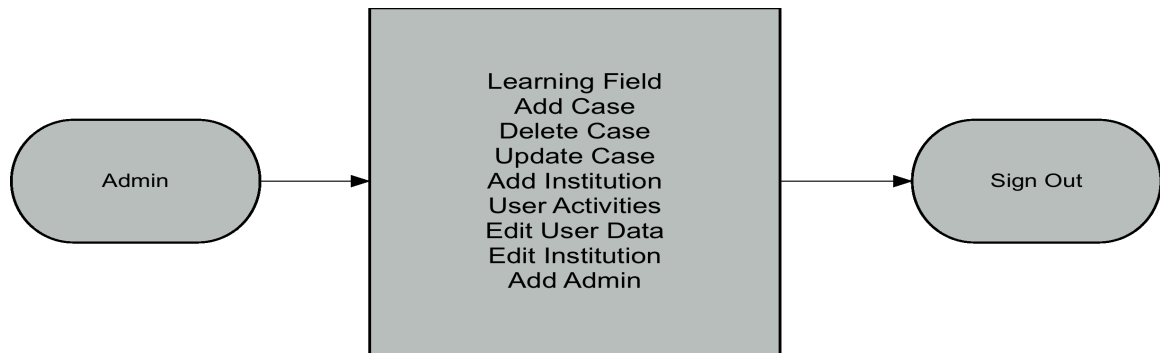 Admin
Learning Field
Add Case
Delete Case
Update Case
Add Institution
User Activities
Edit User Data
Edit Institution
Add Admin
Sign Out